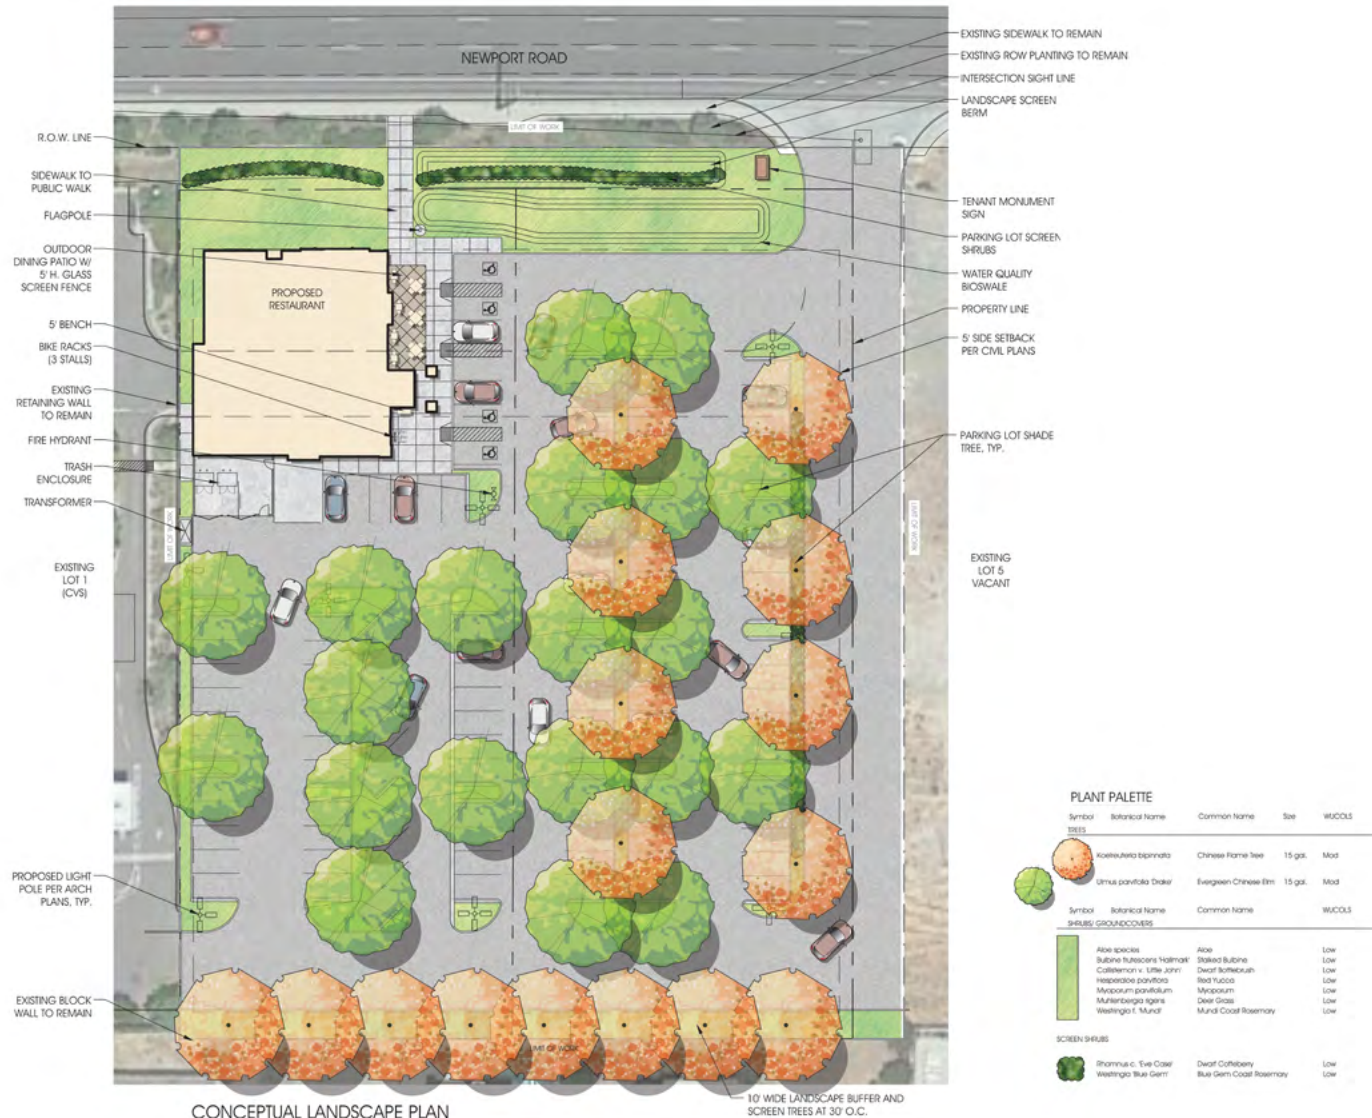 NEWPORT ROAD
LIMIT OF WORK
R.O.W. LINE
SIDEWALK TO
PUBLIC WALK
FLAGPOLE
OUTDOOR
DINING PATIO W/
5' H. GLASS
SCREEN FENCE
5' BENCH
BIKE RACKS
(3 STALLS)
EXISTING
RETAINING WALL
TO REMAIN
FIRE HYDRANT
TRASH
ENCLOSURE
TRANSFORMER
EXISTING
LOT 1
(CVS)
PROPOSED LIGHT
POLE PER ARCH
PLANS, TYP.
EXISTING BLOCK
WALL TO REMAIN
PROPOSED
RESTAURANT
LIMIT OF WORK
LIMIT OF WORK
LIMIT OF WORK
EXISTING SIDEWALK TO REMAIN
EXISTING ROW PLANTING TO REMAIN
INTERSECTION SIGHT LINE
LANDSCAPE SCREEN
BERM
TENANT MONUMENT
SIGN
PARKING LOT SCREEN
SHRUBS
WATER QUALITY
BIOSWALE
PROPERTY LINE
5' SIDE SETBACK
PER CIVIL PLANS
PARKING LOT SHADE
TREE, TYP.
EXISTING
LOT 5
VACANT
10' WIDE LANDSCAPE BUFFER AND
SCREEN TREES AT 30' O.C.
CONCEPTUAL LANDSCAPE PLAN
PLANT PALETTE
Symbol Botanical Name Common Name Size WUCOLS
TREES
Koelreuteria bipinnata Chinese Flame Tree 15 gal. Mod
Ulmus parvifolia 'Drake' Evergreen Chinese Elm 15 gal. Mod
Symbol Botanical Name Common Name WUCOLS
SHRUBS/ GROUNDCOVERS
Aloe species Aloe Low
Bulbine frutescens 'Hallmark' Stalked Bulbine Low
Callistemon v. 'Little John' Dwarf Bottlebrush Low
Hesperaloe parviflora Red Yucca Low
Myoporum parvifolium Myoporum Low
Muhlenbergia rigens Deer Grass Low
Westringia f. 'Mundi' Mundi Coast Rosemary Low
SCREEN SHRUBS
Rhamnus c. 'Eve Case' Dwarf Coffeberry Low
Westringia 'Blue Gem' Blue Gem Coast Rosemary Low